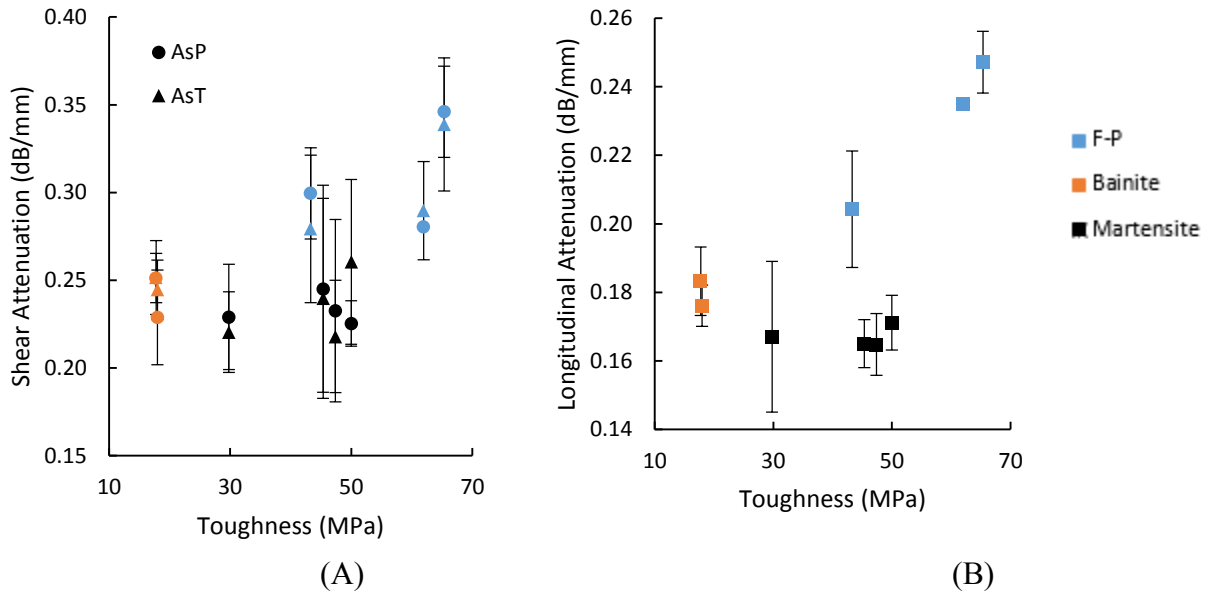 0.40
0.35
0.30
0.25
0.20
0.15
Shear Attenuation (dB/mm)
AsP
AsT
10 30 50 70
Toughness (MPa)
(A)
0.26
0.24
0.22
0.20
0.18
0.16
0.14
Longitudinal Attenuation (dB/mm)
10 30 50 70
Toughness (MPa)
(B)
F-P
Bainite
Martensite